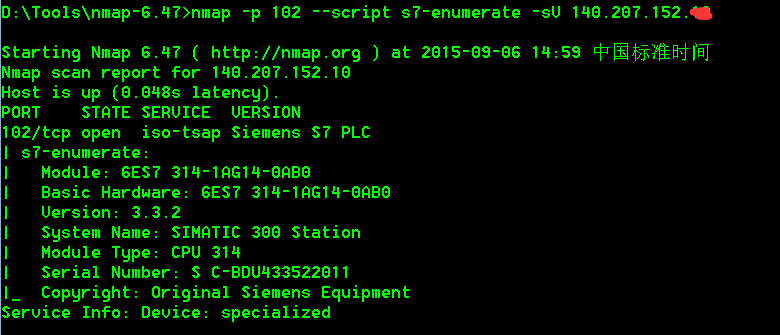 D:\Tools\nmap-6.47>nmap -p 102 --script s7-enumerate -sV 140.207.152.
Starting Nmap 6.47 ( http://nmap.org ) at 2015-09-06 14:59 中国标准时间
Nmap scan report for 140.207.152.10
Host is up (0.048s latency).
PORT    STATE SERVICE  VERSION
102/tcp open  iso-tsap Siemens S7 PLC
| s7-enumerate:
|   Module: 6ES7 314-1AG14-0AB0
|   Basic Hardware: 6ES7 314-1AG14-0AB0
|   Version: 3.3.2
|   System Name: SIMATIC 300 Station
|   Module Type: CPU 314
|   Serial Number: S C-BDU433522011
|_  Copyright: Original Siemens Equipment
Service Info: Device: specialized